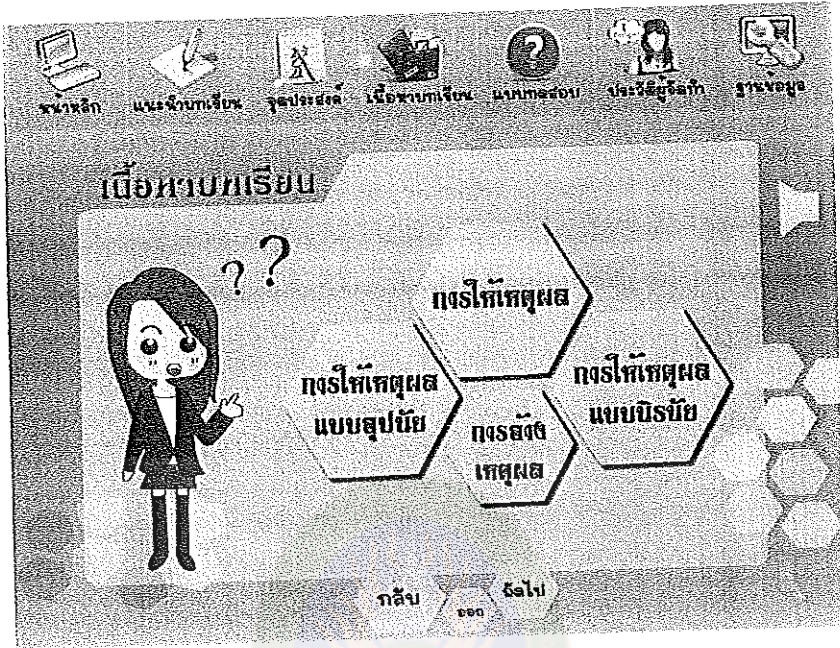 หน้าหลัก
แนะนำบทเรียน
จุดประสงค์
เนื้อหาบทเรียน
แบบทดสอบ
ประวัติผู้จัดทำ
ฐานข้อมูล
เนื้อหาบทเรียน
? ?
การให้เหตุผล
การให้เหตุผล
แบบอุปนัย
การอ้าง
เหตุผล
การให้เหตุผล
แบบนิรนัย
กลับ
ออก
ถัดไป